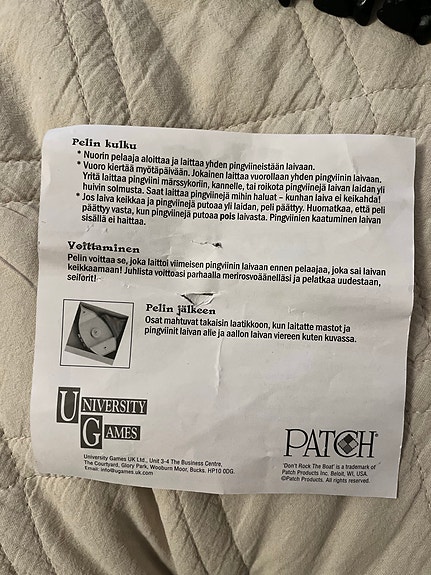 Pelin kulku
* Nuorin pelaaja aloittaa ja laittaa yhden pingviineistään laivaan.
* Vuoro kiertää myötäpäivään. Jokainen laittaa vuorollaan yhden pingviinin laivaan.
Yritä laittaa pingviini märssykoriin, kannelle, tai roikota pingviinejä laivan laidan yli
huivin solmusta. Saat laittaa pingviinejä mihin haluat – kunhan laiva ei keikahda!
* Jos laiva keikkaa ja pingviinejä putoaa yli laidan, peli päättyy. Huomatkaa, että peli
päättyy vasta, kun pingviinejä putoaa pois laivasta. Pingviinien kaatuminen laivan
sisällä ei haittaa.
Voittaminen
Pelin voittaa se, joka laittoi viimeisen pingviinin laivaan ennen pelaajaa, joka sai laivan
keikkaamaan! Juhlista voittoasi parhaalla merirosvoäänelläsi ja pelatkaa uudestaan,
seilorit!
Pelin jälkeen
Osat mahtuvat takaisin laatikkoon, kun laitatte mastot ja
pingviinit laivan alle ja aallon laivan viereen kuten kuvassa.
UNIVERSITY
GAMES
University Games UK Ltd., Unit 3-4 The Business Centre,
The Courtyard, Glory Park, Wooburn Moor, Bucks. HP10 0DG.
Email: info@ugames.uk.com
PATCH®
'Don't Rock The Boat' is a trademark of
Patch Products Inc. Beloit, WI, USA.
©Patch Products. All rights reserved.